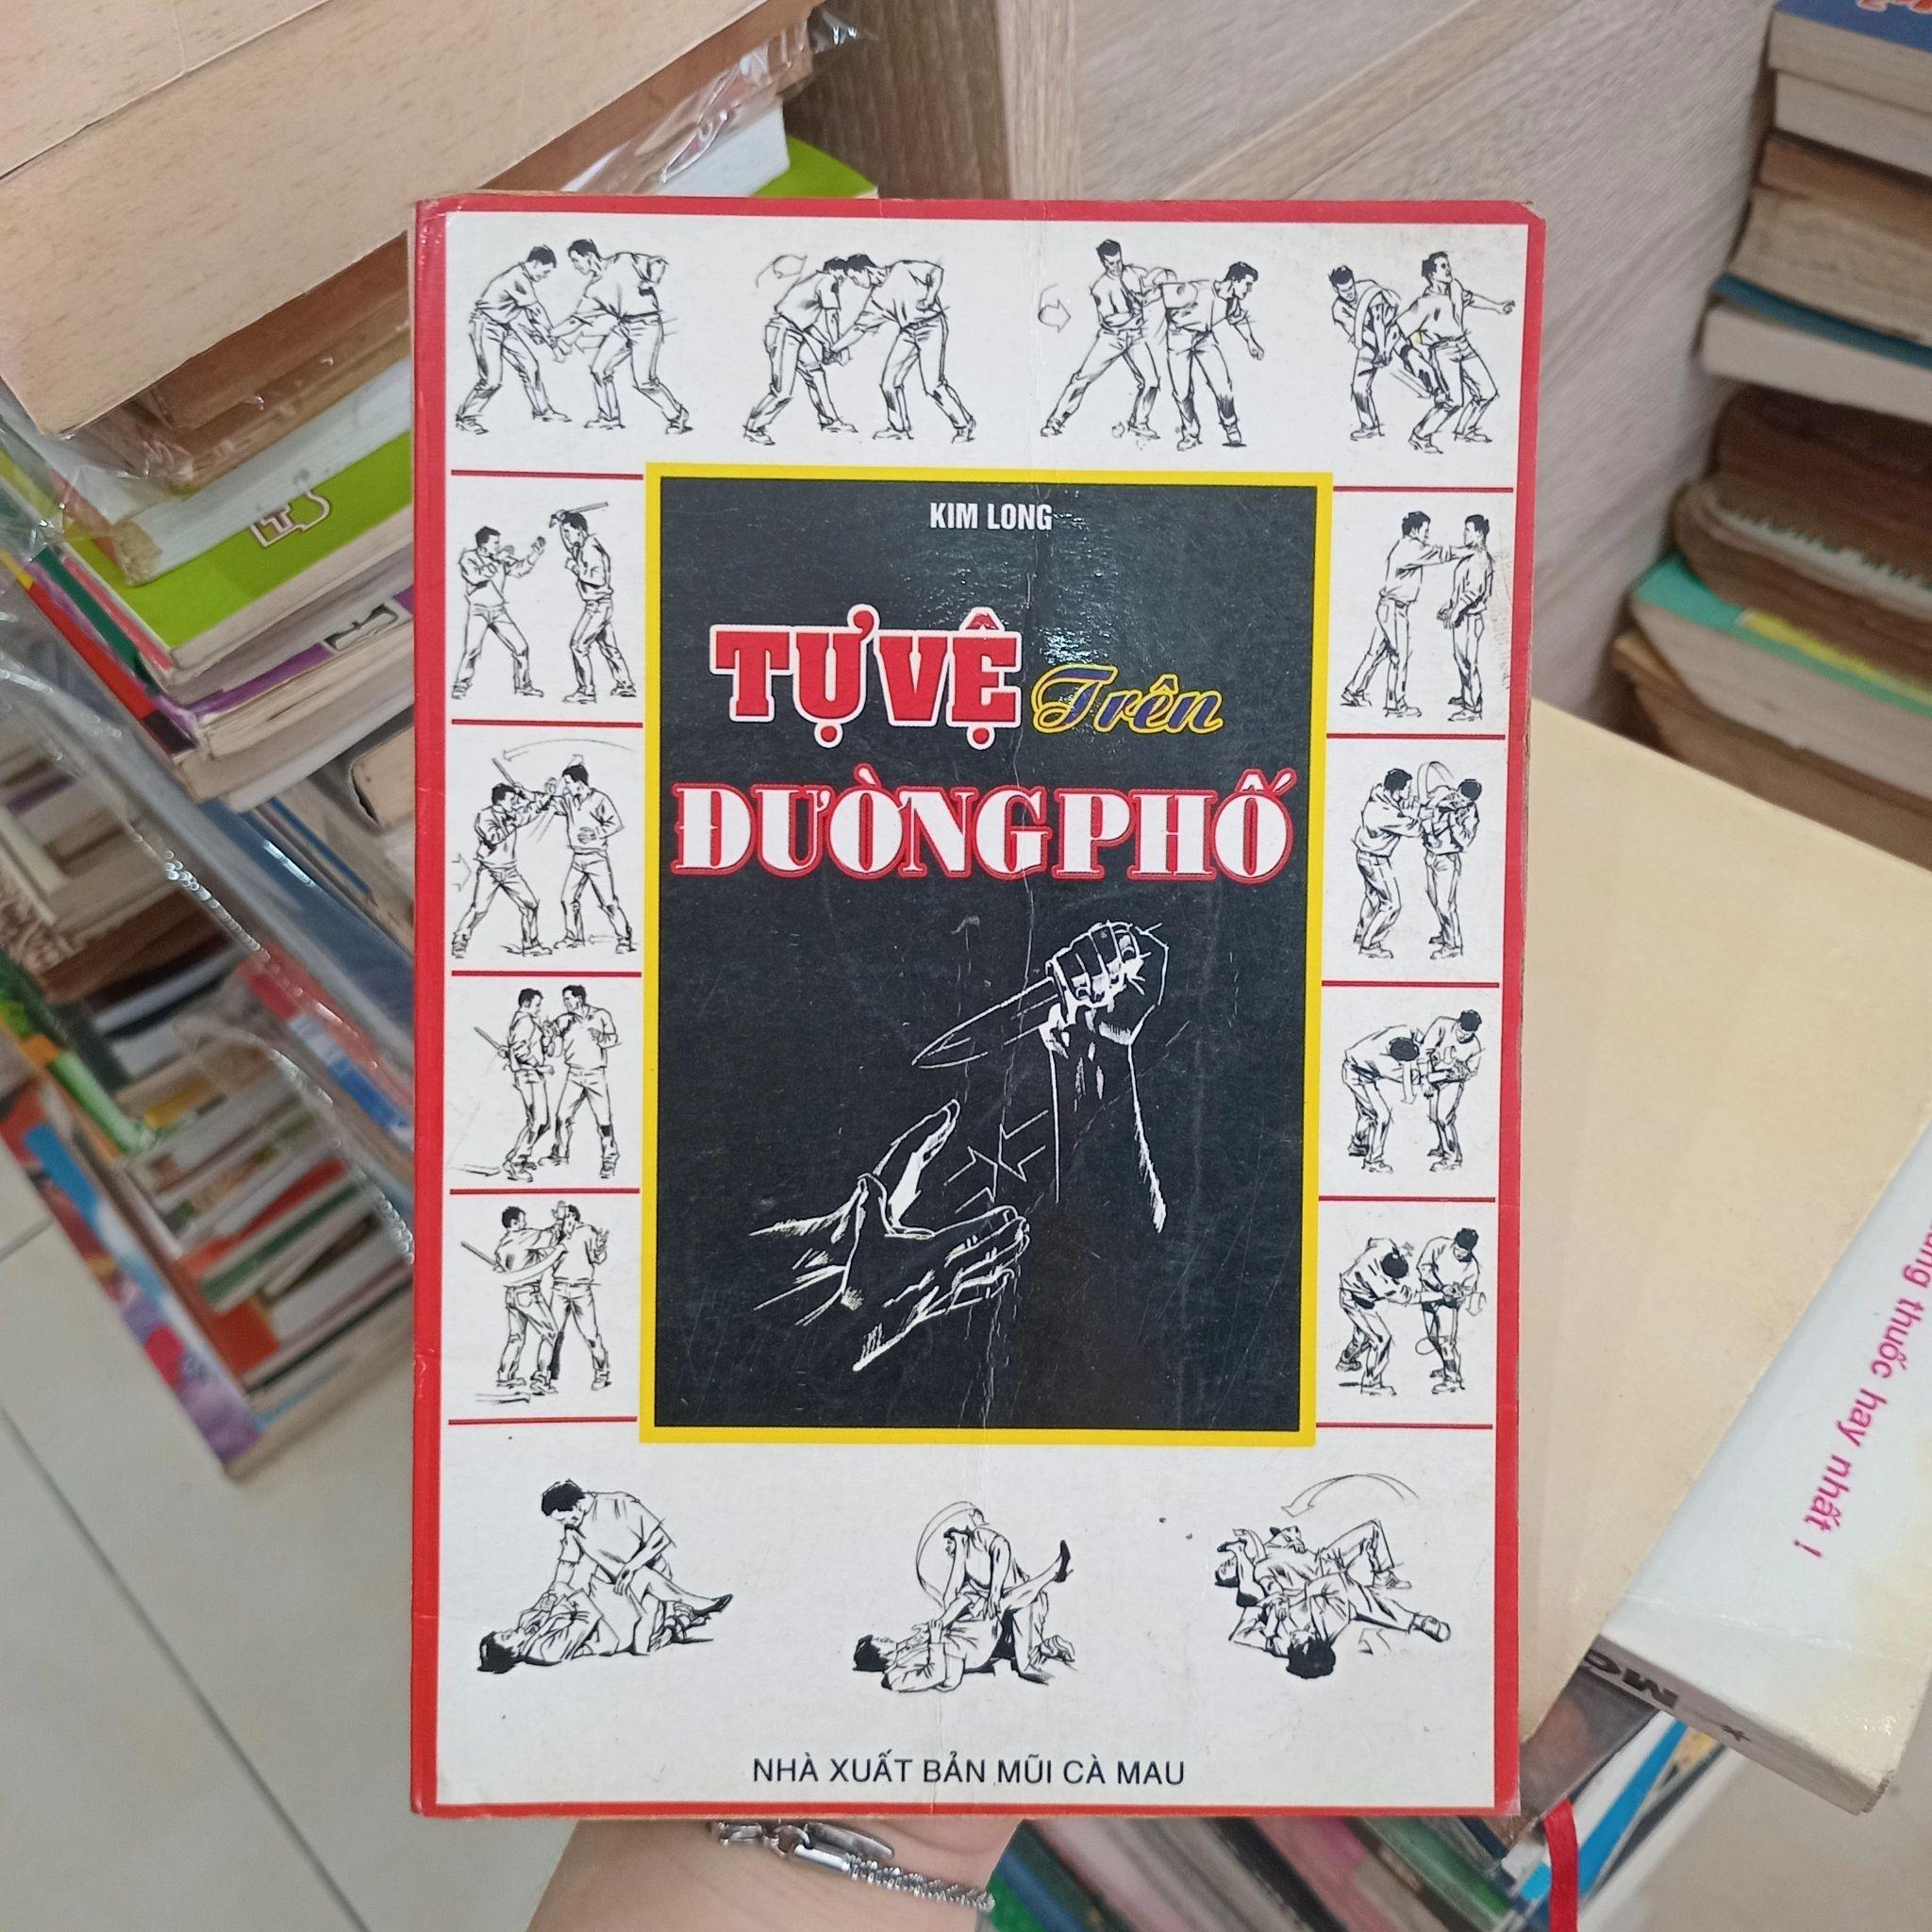 KIM LONG
TỰ VỆ Trên
ĐƯỜNG PHỐ
NHÀ XUẤT BẢN MŨI CÀ MAU
thuốc hay nhất !